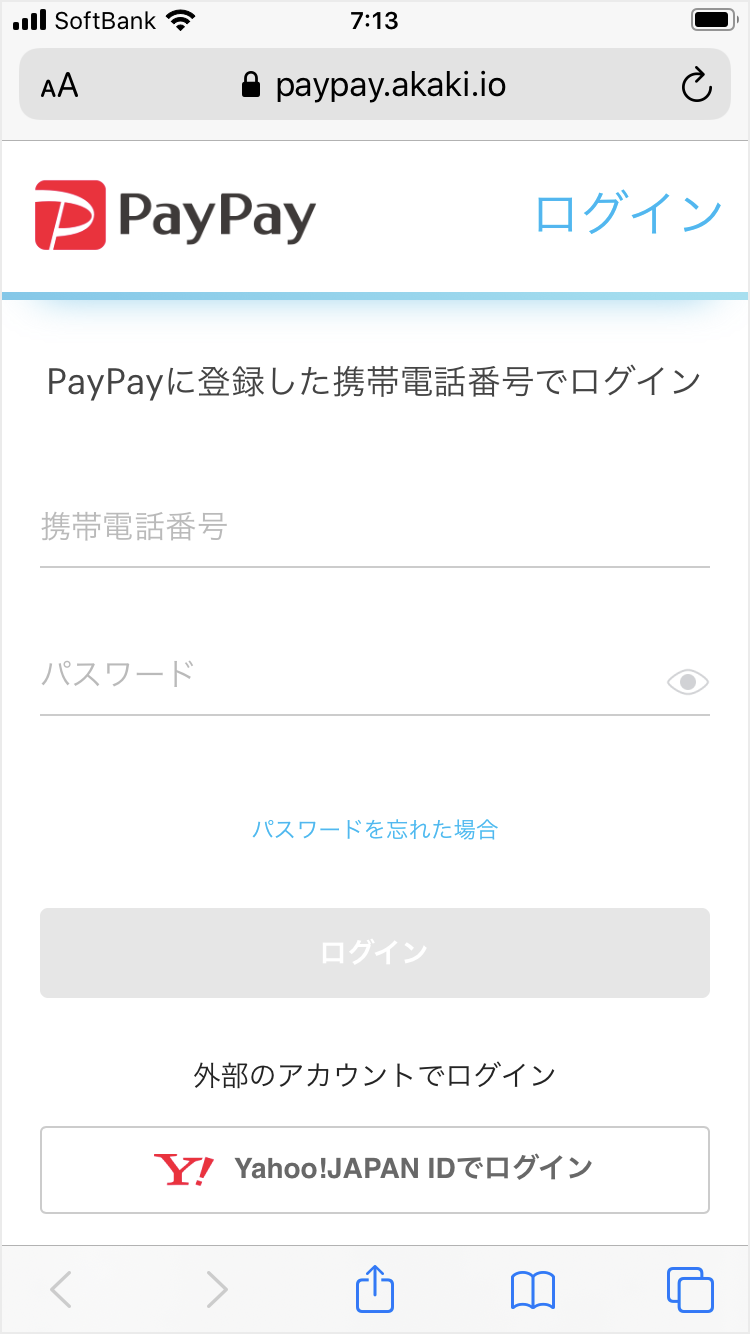 SoftBank 7:13
AA paypay.akaki.io
PayPay ログイン
PayPayに登録した携帯電話番号でログイン
携帯電話番号
パスワード
パスワードを忘れた場合
ログイン
外部のアカウントでログイン
Y! Yahoo!JAPAN IDでログイン